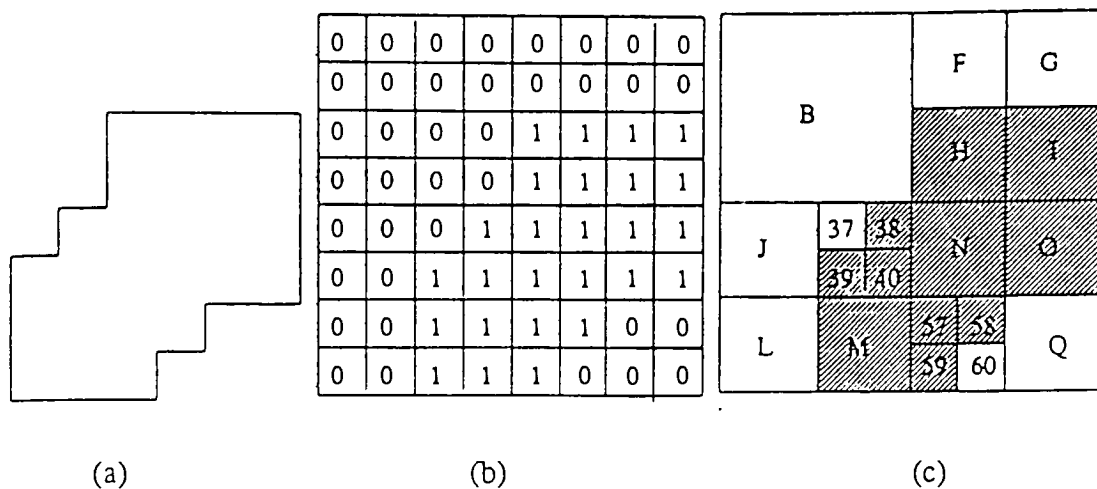 0 0 0 0 0 0 0 0
0 0 0 0 0 0 0 0
0 0 0 0 1 1 1 1
0 0 0 0 1 1 1 1
0 0 0 1 1 1 1 1
0 0 1 1 1 1 1 1
0 0 1 1 1 1 0 0
0 0 1 1 1 0 0 0
B F G
H I
J 37 38 N O
39 40
L M 57 58 Q
59 60
(a) (b) (c)